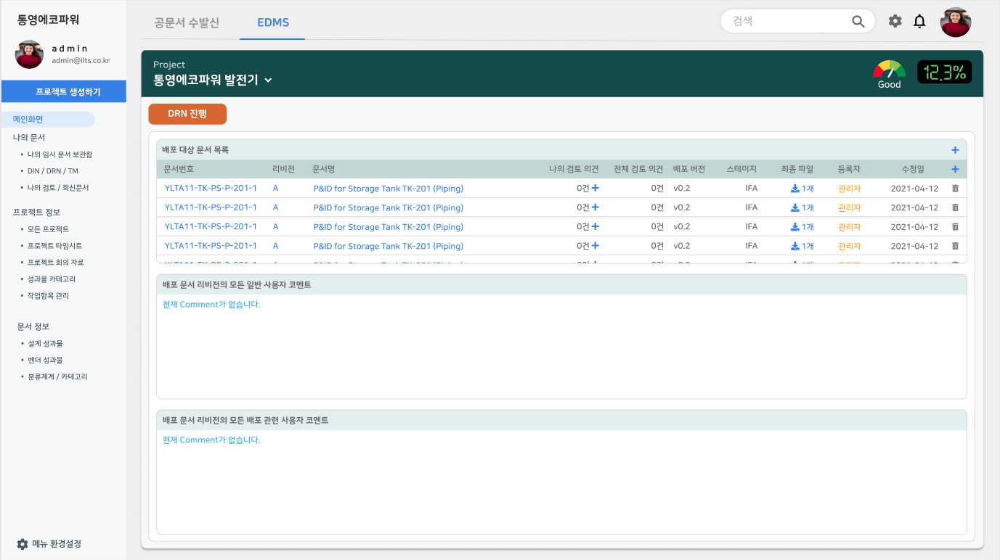 통영에코파워
admin
admin@ilts.co.kr
프로젝트 생성하기
메인화면
나의 문서
• 나의 임시 문서 보관함
• DIN / DRN / TM
• 나의 검토 / 회신문서
프로젝트 정보
• 모든 프로젝트
• 프로젝트 타임시트
• 프로젝트 회의 자료
• 성과물 카테고리
• 작업항목 관리
문서 정보
• 설계 성과물
• 벤더 성과물
• 분류체계 / 카테고리
메뉴 환경설정
공문서 수발신 EDMS 검색
Project
통영에코파워 발전기
Good 12.3%
DRN 진행
배포 대상 문서 목록 +
문서번호 리비전 문서명 나의 검토 의견 전체 검토 의견 배포 버전 스테이지 최종 파일 등록자 수정일 +
YLTA11-TK-PS-P-201-1 A P&ID for Storage Tank TK-201 (Piping) 0건+ 0건 v0.2 IFA 1개 관리자 2021-04-12
YLTA11-TK-PS-P-201-1 A P&ID for Storage Tank TK-201 (Piping) 0건+ 0건 v0.2 IFA 1개 관리자 2021-04-12
YLTA11-TK-PS-P-201-1 A P&ID for Storage Tank TK-201 (Piping) 0건+ 0건 v0.2 IFA 1개 관리자 2021-04-12
YLTA11-TK-PS-P-201-1 A P&ID for Storage Tank TK-201 (Piping) 0건+ 0건 v0.2 IFA 1개 관리자 2021-04-12
배포 문서 리비전의 모든 일반 사용자 코멘트
현재 Comment가 없습니다.
배포 문서 리비전의 모든 배포 관련 사용자 코멘트
현재 Comment가 없습니다.